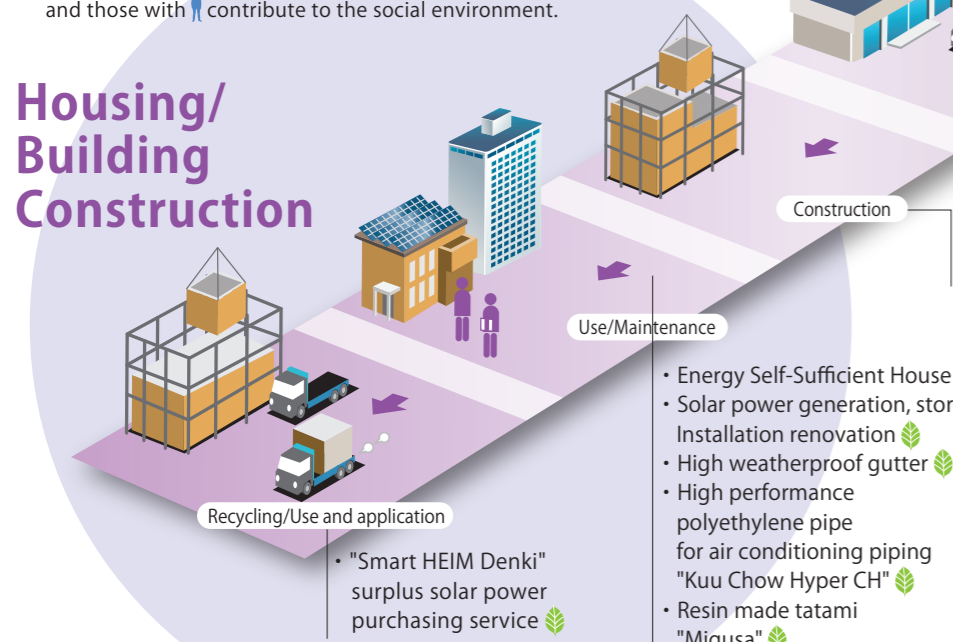 and those with contribute to the social environment.
Housing/
Building
Construction
Construction
Use/Maintenance
• Energy Self-Sufficient House
• Solar power generation, stor
Installation renovation
• High weatherproof gutter
• High performance
polyethylene pipe
for air conditioning piping
"Kuu Chow Hyper CH"
• Resin made tatami
"Migusa"
Recycling/Use and application
• "Smart HEIM Denki"
surplus solar power
purchasing service